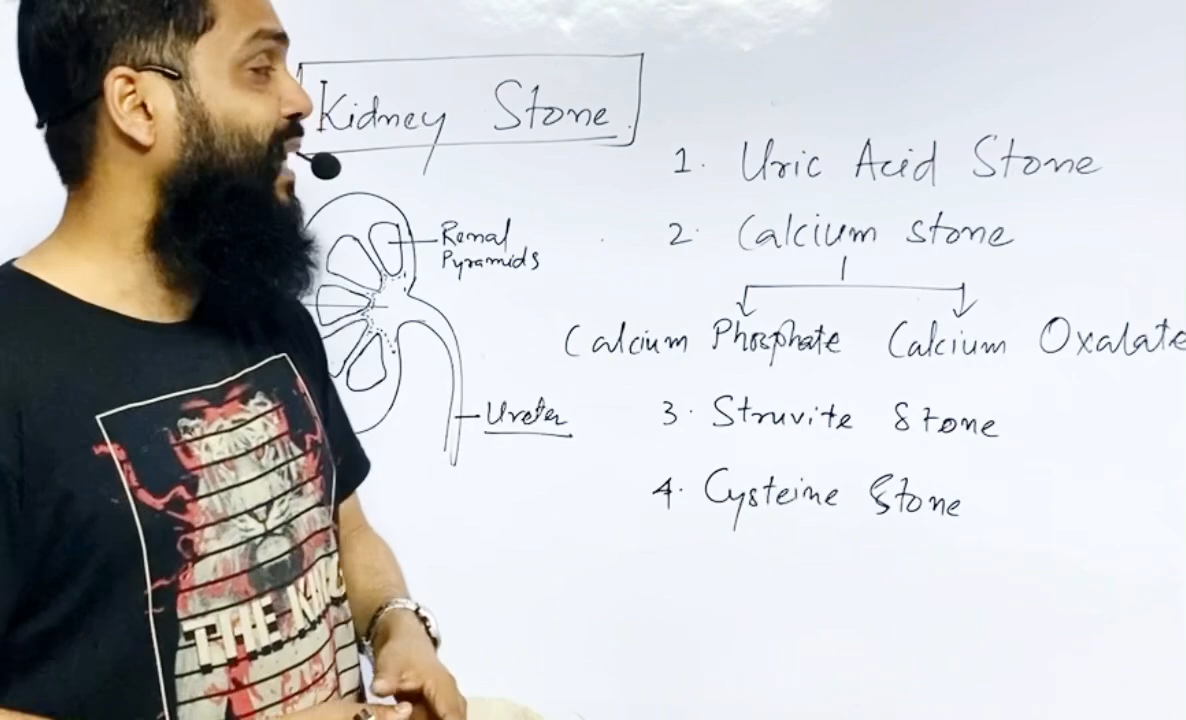 Kidney Stone
Renal
Pyramids
Ureter
1. Uric Acid Stone
2. Calcium stone
Calcium Phosphate Calcium Oxalate
3. Struvite Stone
4. Cysteine Stone
THE KING